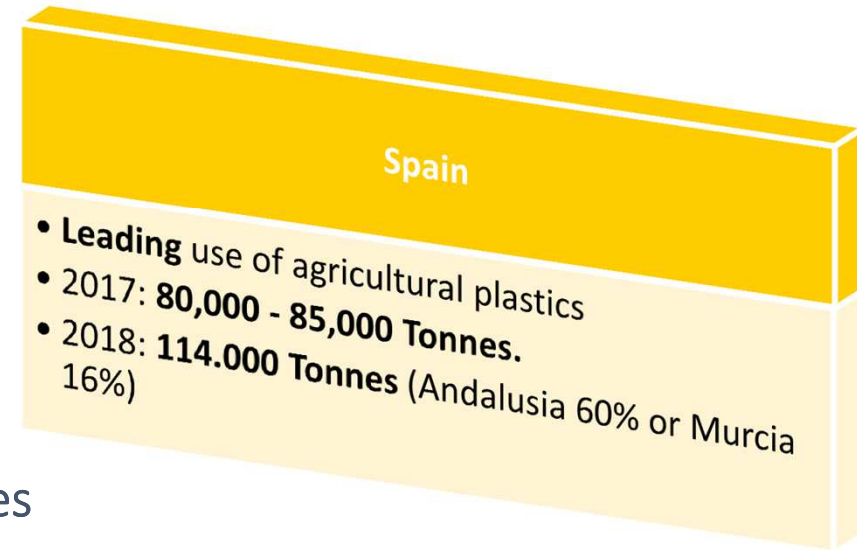 Spain
• Leading use of agricultural plastics
• 2017: 80,000 - 85,000 Tonnes.
• 2018: 114.000 Tonnes (Andalusia 60% or Murcia
16%)